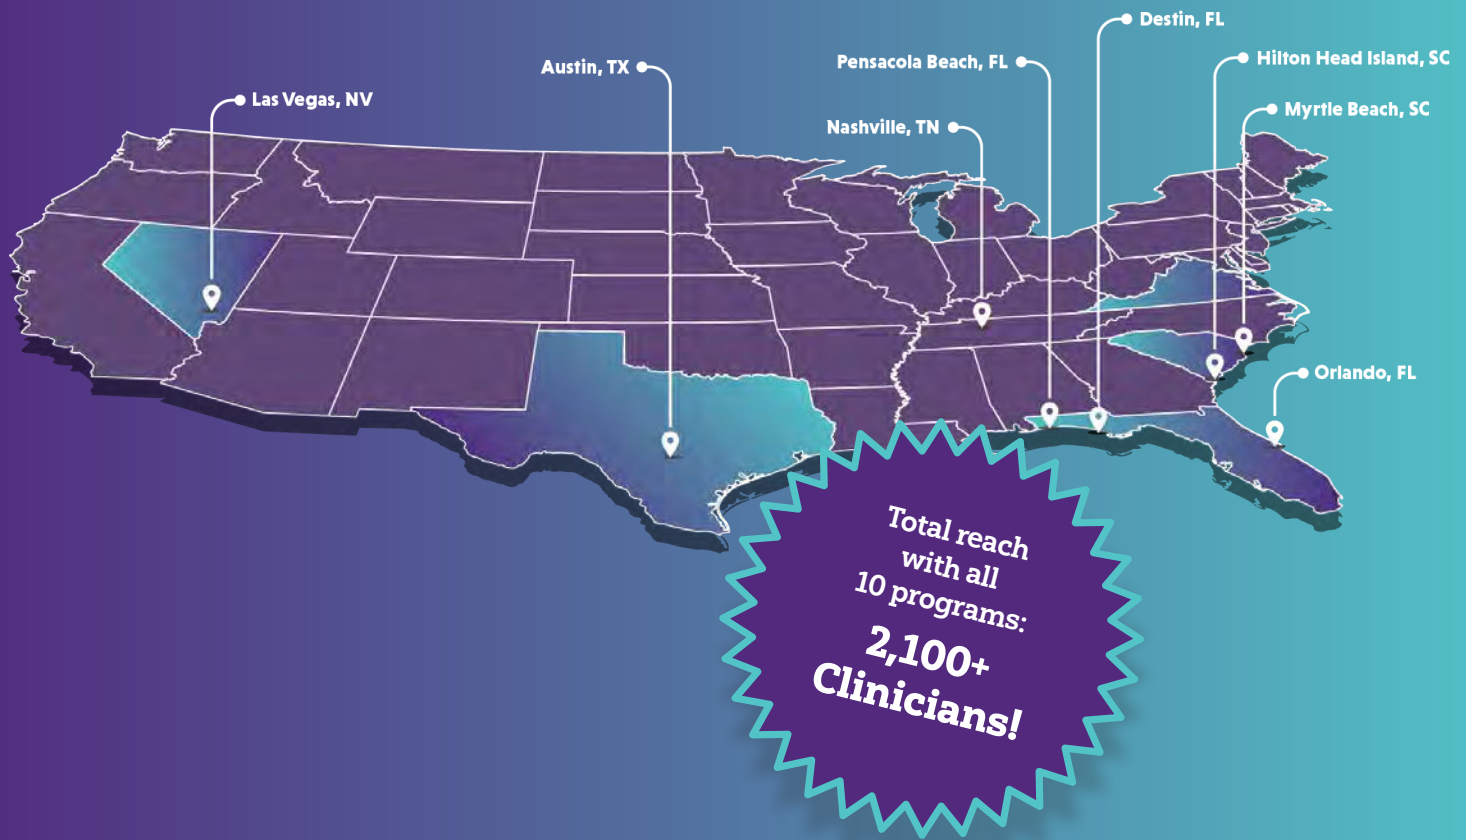 Destin, FL
Hilton Head Island, SC
Pensacola Beach, FL
Austin, TX
Las Vegas, NV
Myrtle Beach, SC
Nashville, TN
Orlando, FL
Total reach
with all
10 programs:
2,100+
Clinicians!